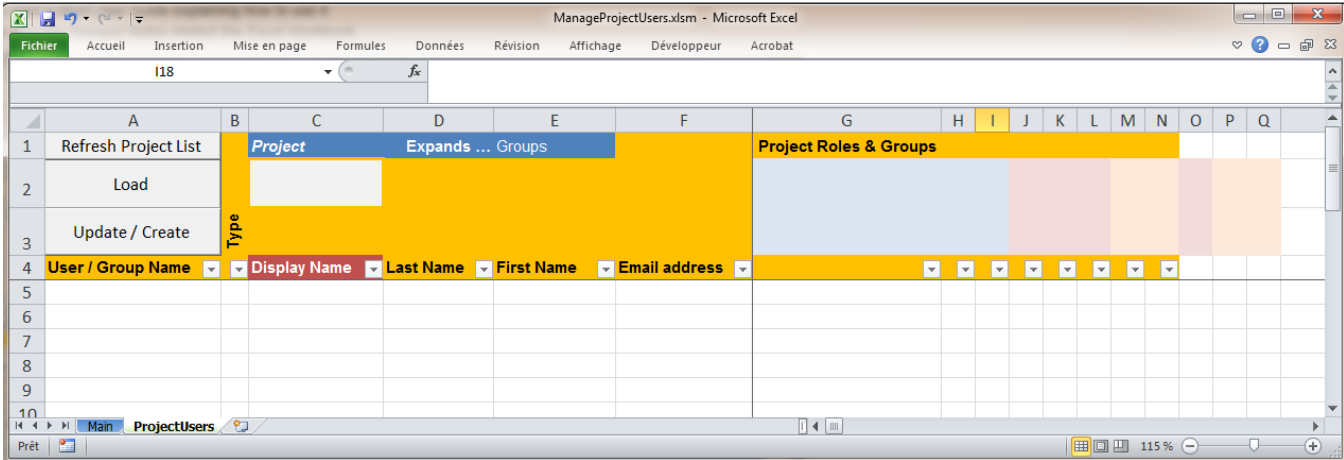 ManageProjectUsers.xlsm - Microsoft Excel
Fichier Accueil Insertion Mise en page Formules Données Révision Affichage Développeur Acrobat
I18 fx
A B C D E F G H I J K L M N O P Q
1 Refresh Project List Project Expands ... Groups Project Roles & Groups
2 Load
3 Update / Create Type
4 User / Group Name Display Name Last Name First Name Email address
5
6
7
8
9
10
Main ProjectUsers
Prêt 115 %